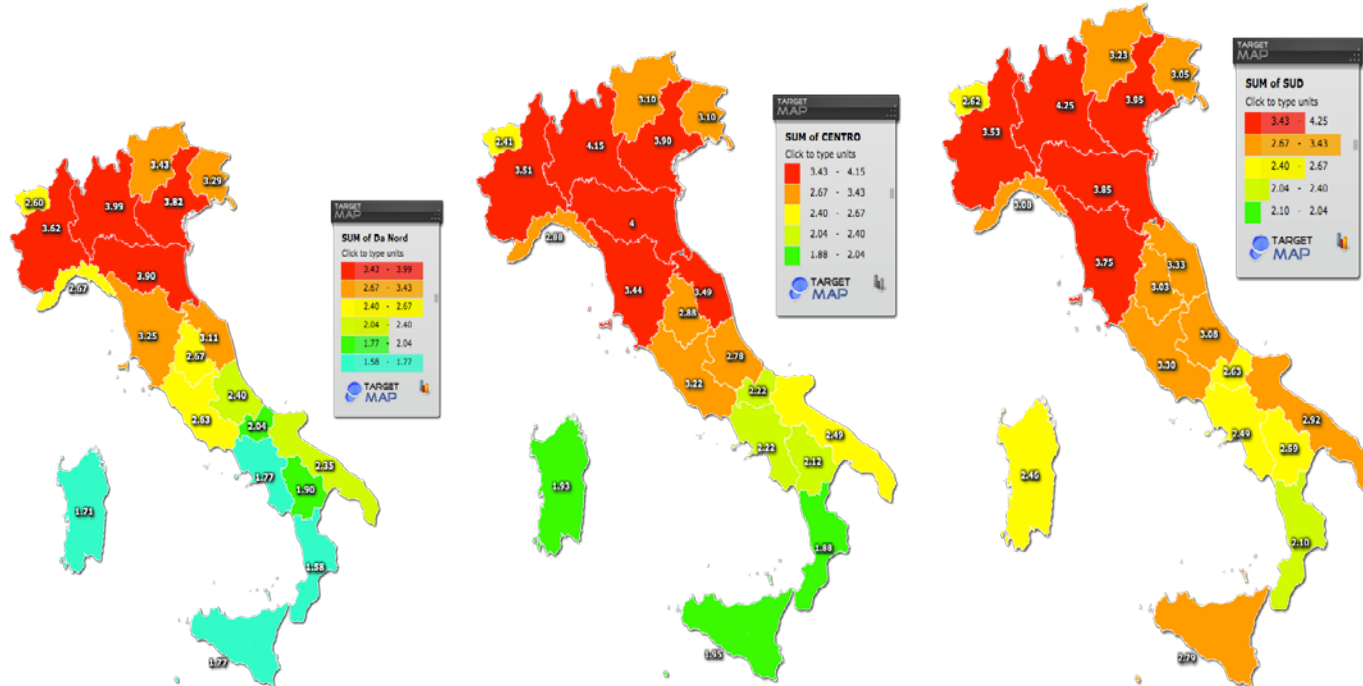 3.43
3.29
2.60
3.99
3.82
3.62
3.90
2.67
3.25
3.11
2.67
2.40
2.63
2.04
1.77
1.90
2.35
1.71
1.58
1.77
TARGET
MAP
SUM of Da Nord
Click to type units
3.43 - 3.99
2.67 - 3.43
2.40 - 2.67
2.04 - 2.40
1.77 - 2.04
1.58 - 1.77
TARGET
MAP
3.10
3.10
2.41
4.15
3.90
3.51
4
2.88
3.44
3.49
2.88
2.78
3.22
2.22
2.22
2.12
2.49
1.93
1.88
1.95
TARGET
MAP
SUM of CENTRO
Click to type units
3.43 - 4.15
2.67 - 3.43
2.40 - 2.67
2.04 - 2.40
1.88 - 2.04
TARGET
MAP
3.23
3.05
2.62
4.25
3.95
3.53
3.85
3.00
3.75
3.33
3.03
3.08
3.30
2.63
2.49
2.59
2.92
2.46
2.10
2.79
TARGET
MAP
SUM of SUD
Click to type units
3.43 - 4.25
2.67 - 3.43
2.40 - 2.67
2.04 - 2.40
2.10 - 2.04
TARGET
MAP